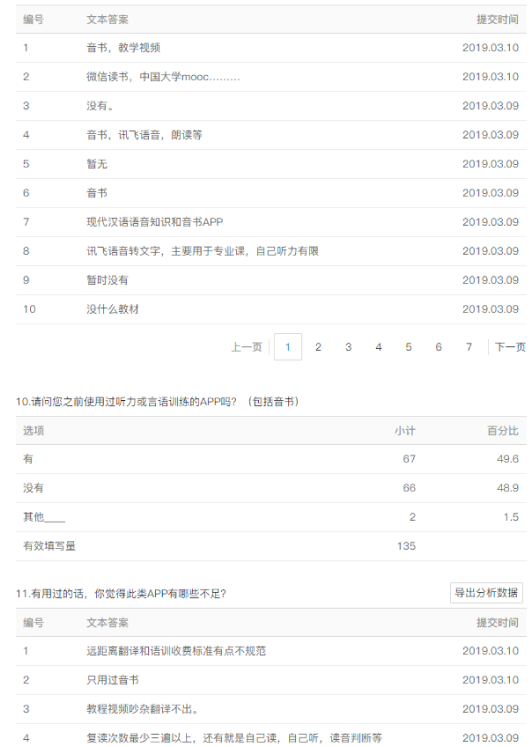 编号 文本答案 提交时间
1 音书，教学视频 2019.03.10
2 微信读书，中国大学mooc……… 2019.03.10
3 没有。 2019.03.09
4 音书，讯飞语音，朗读等 2019.03.09
5 暂无 2019.03.09
6 音书 2019.03.09
7 现代汉语语音知识和音书APP 2019.03.09
8 讯飞语音转文字，主要用于专业课，自己听力有限 2019.03.09
9 暂时没有 2019.03.09
10 没什么教材 2019.03.09
上一页 1 2 3 4 5 6 7 下一页
10.请问您之前使用过听力或言语训练的APP吗？（包括音书）
选项 小计 百分比
有 67 49.6
没有 66 48.9
其他____ 2 1.5
有效填写量 135
11.有用过的话，你觉得此类APP有哪些不足？ 导出分析数据
编号 文本答案 提交时间
1 远距离翻译和语训收费标准有点不规范 2019.03.10
2 只用过音书 2019.03.10
3 教程视频吵杂翻译不出。 2019.03.09
4 复读次数最少三遍以上，还有就是自己读，自己听，读音判断等 2019.03.09